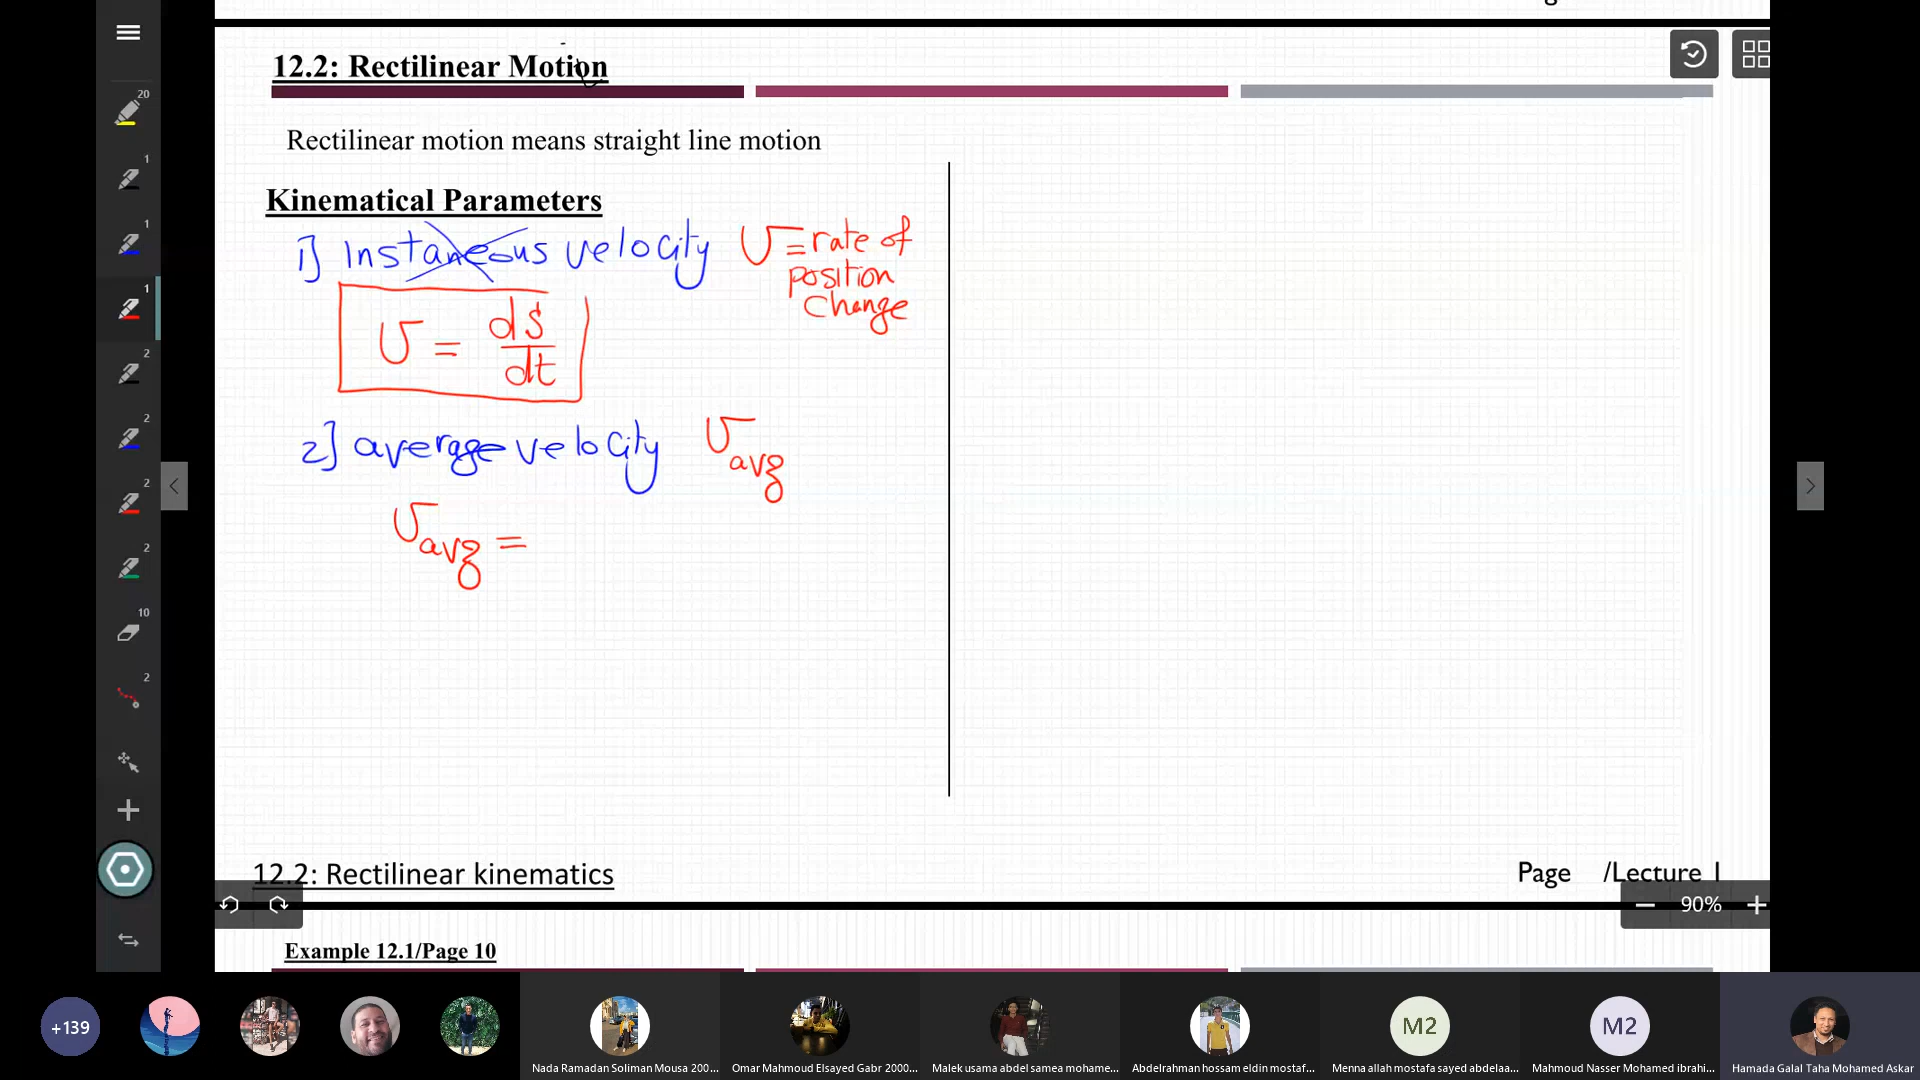 12.2: Rectilinear Motion
Rectilinear motion means straight line motion
Kinematical Parameters
1] instaneous velocity v = rate of
position
change
v = ds/dt
2] average velocity v avg
v avg =
12.2: Rectilinear kinematics
Page /Lecture 1
90%
Example 12.1/Page 10
20
1
1
1
2
2
2
2
10
2
+139
M2
M2
Nada Ramadan Soliman Mousa 200...
Omar Mahmoud Elsayed Gabr 2000...
Malek usama abdel samea mohame...
Abdelrahman hossam eldin mostaf...
Menna allah mostafa sayed abdelaa...
Mahmoud Nasser Mohamed ibrahi...
Hamada Galal Taha Mohamed Askar